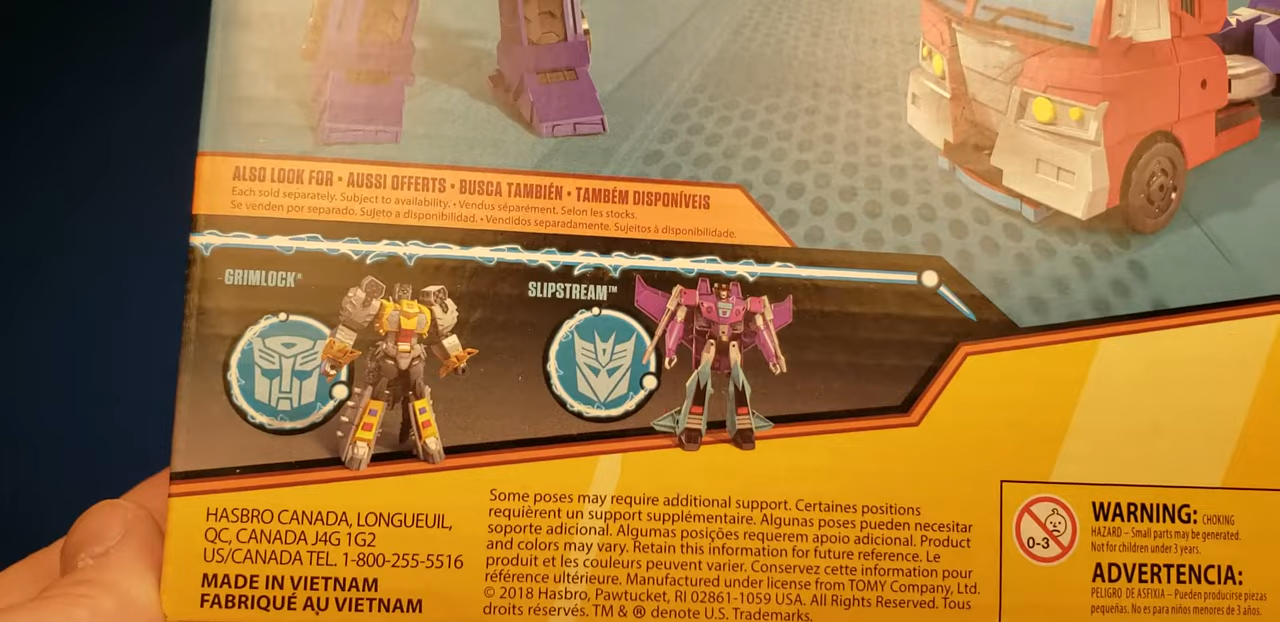 ALSO LOOK FOR • AUSSI OFFERTS • BUSCA TAMBIÉN • TAMBÉM DISPONÍVEIS
Each sold separately. Subject to availability. • Vendus séparément. Selon les stocks.
Se venden por separado. Sujeto a disponibilidad. • Vendidos separadamente. Sujeitos à disponibilidade.
GRIMLOCK®
SLIPSTREAM™
HASBRO CANADA, LONGUEUIL,
QC, CANADA J4G 1G2
US/CANADA TEL. 1-800-255-5516
MADE IN VIETNAM
FABRIQUÉ AU VIETNAM
Some poses may require additional support. Certaines positions
requièrent un support supplémentaire. Algunas poses pueden necesitar
soporte adicional. Algumas posições requerem apoio adicional. Product
and colors may vary. Retain this information for future reference. Le
produit et les couleurs peuvent varier. Conservez cette information pour
référence ultérieure. Manufactured under license from TOMY Company, Ltd.
© 2018 Hasbro, Pawtucket, RI 02861-1059 USA. All Rights Reserved. Tous
droits réservés. TM & ® denote U.S. Trademarks.
0-3
WARNING: CHOKING
HAZARD – Small parts may be generated.
Not for children under 3 years.
ADVERTENCIA:
PELIGRO DE ASFIXIA – Pueden producirse piezas
pequeñas. No es para niños menores de 3 años.